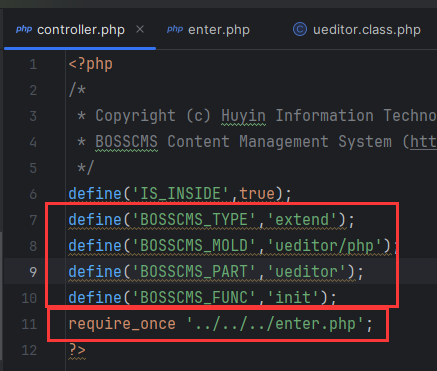 controller.php
enter.php
ueditor.class.php
1 <?php
2 /*
3 * Copyright (c) Huyin Information Techno
4 * BOSSCMS Content Management System (htt
5 */
6 define('IS_INSIDE',true);
7 define('BOSSCMS_TYPE','extend');
8 define('BOSSCMS_MOLD','ueditor/php');
9 define('BOSSCMS_PART','ueditor');
10 define('BOSSCMS_FUNC','init');
11 require_once '../../../enter.php';
12 ?>